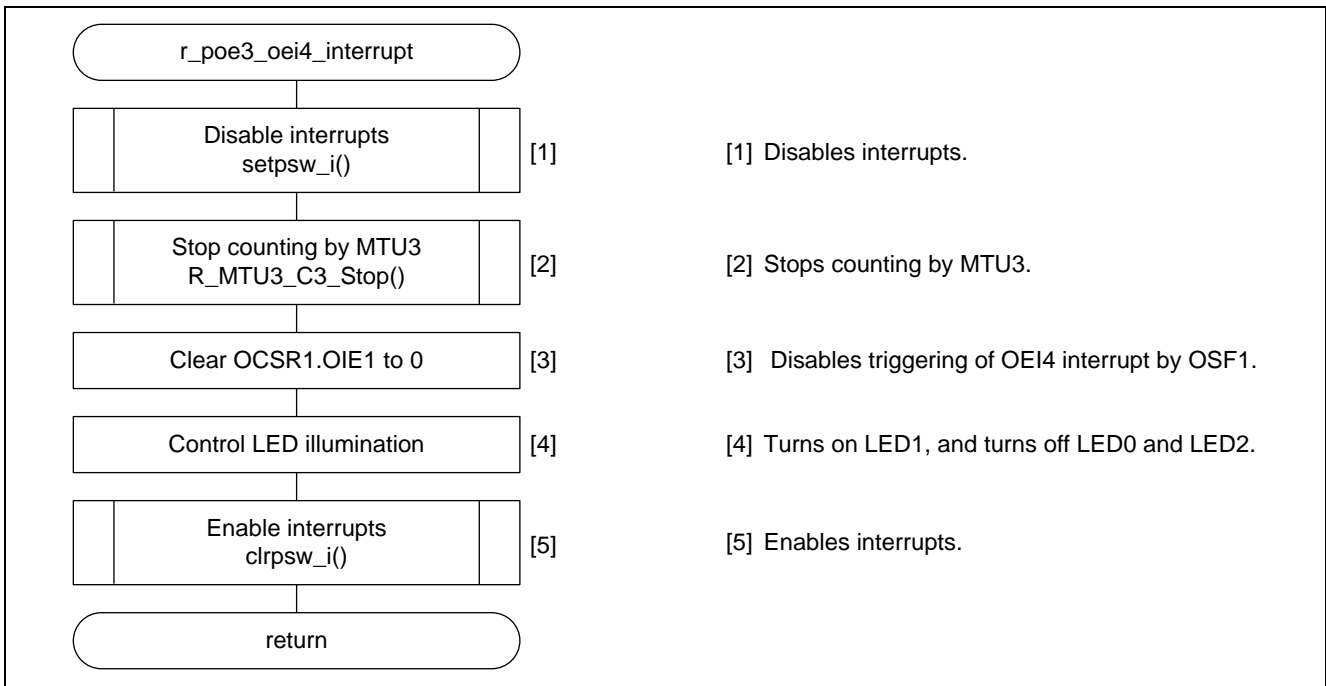 r_poe3_oei4_interrupt
Disable interrupts
setpsw_i()
[1]
[1] Disables interrupts.
Stop counting by MTU3
R_MTU3_C3_Stop()
[2]
[2] Stops counting by MTU3.
Clear OCSR1.OIE1 to 0
[3]
[3] Disables triggering of OEI4 interrupt by OSF1.
Control LED illumination
[4]
[4] Turns on LED1, and turns off LED0 and LED2.
Enable interrupts
clrpsw_i()
[5]
[5] Enables interrupts.
return